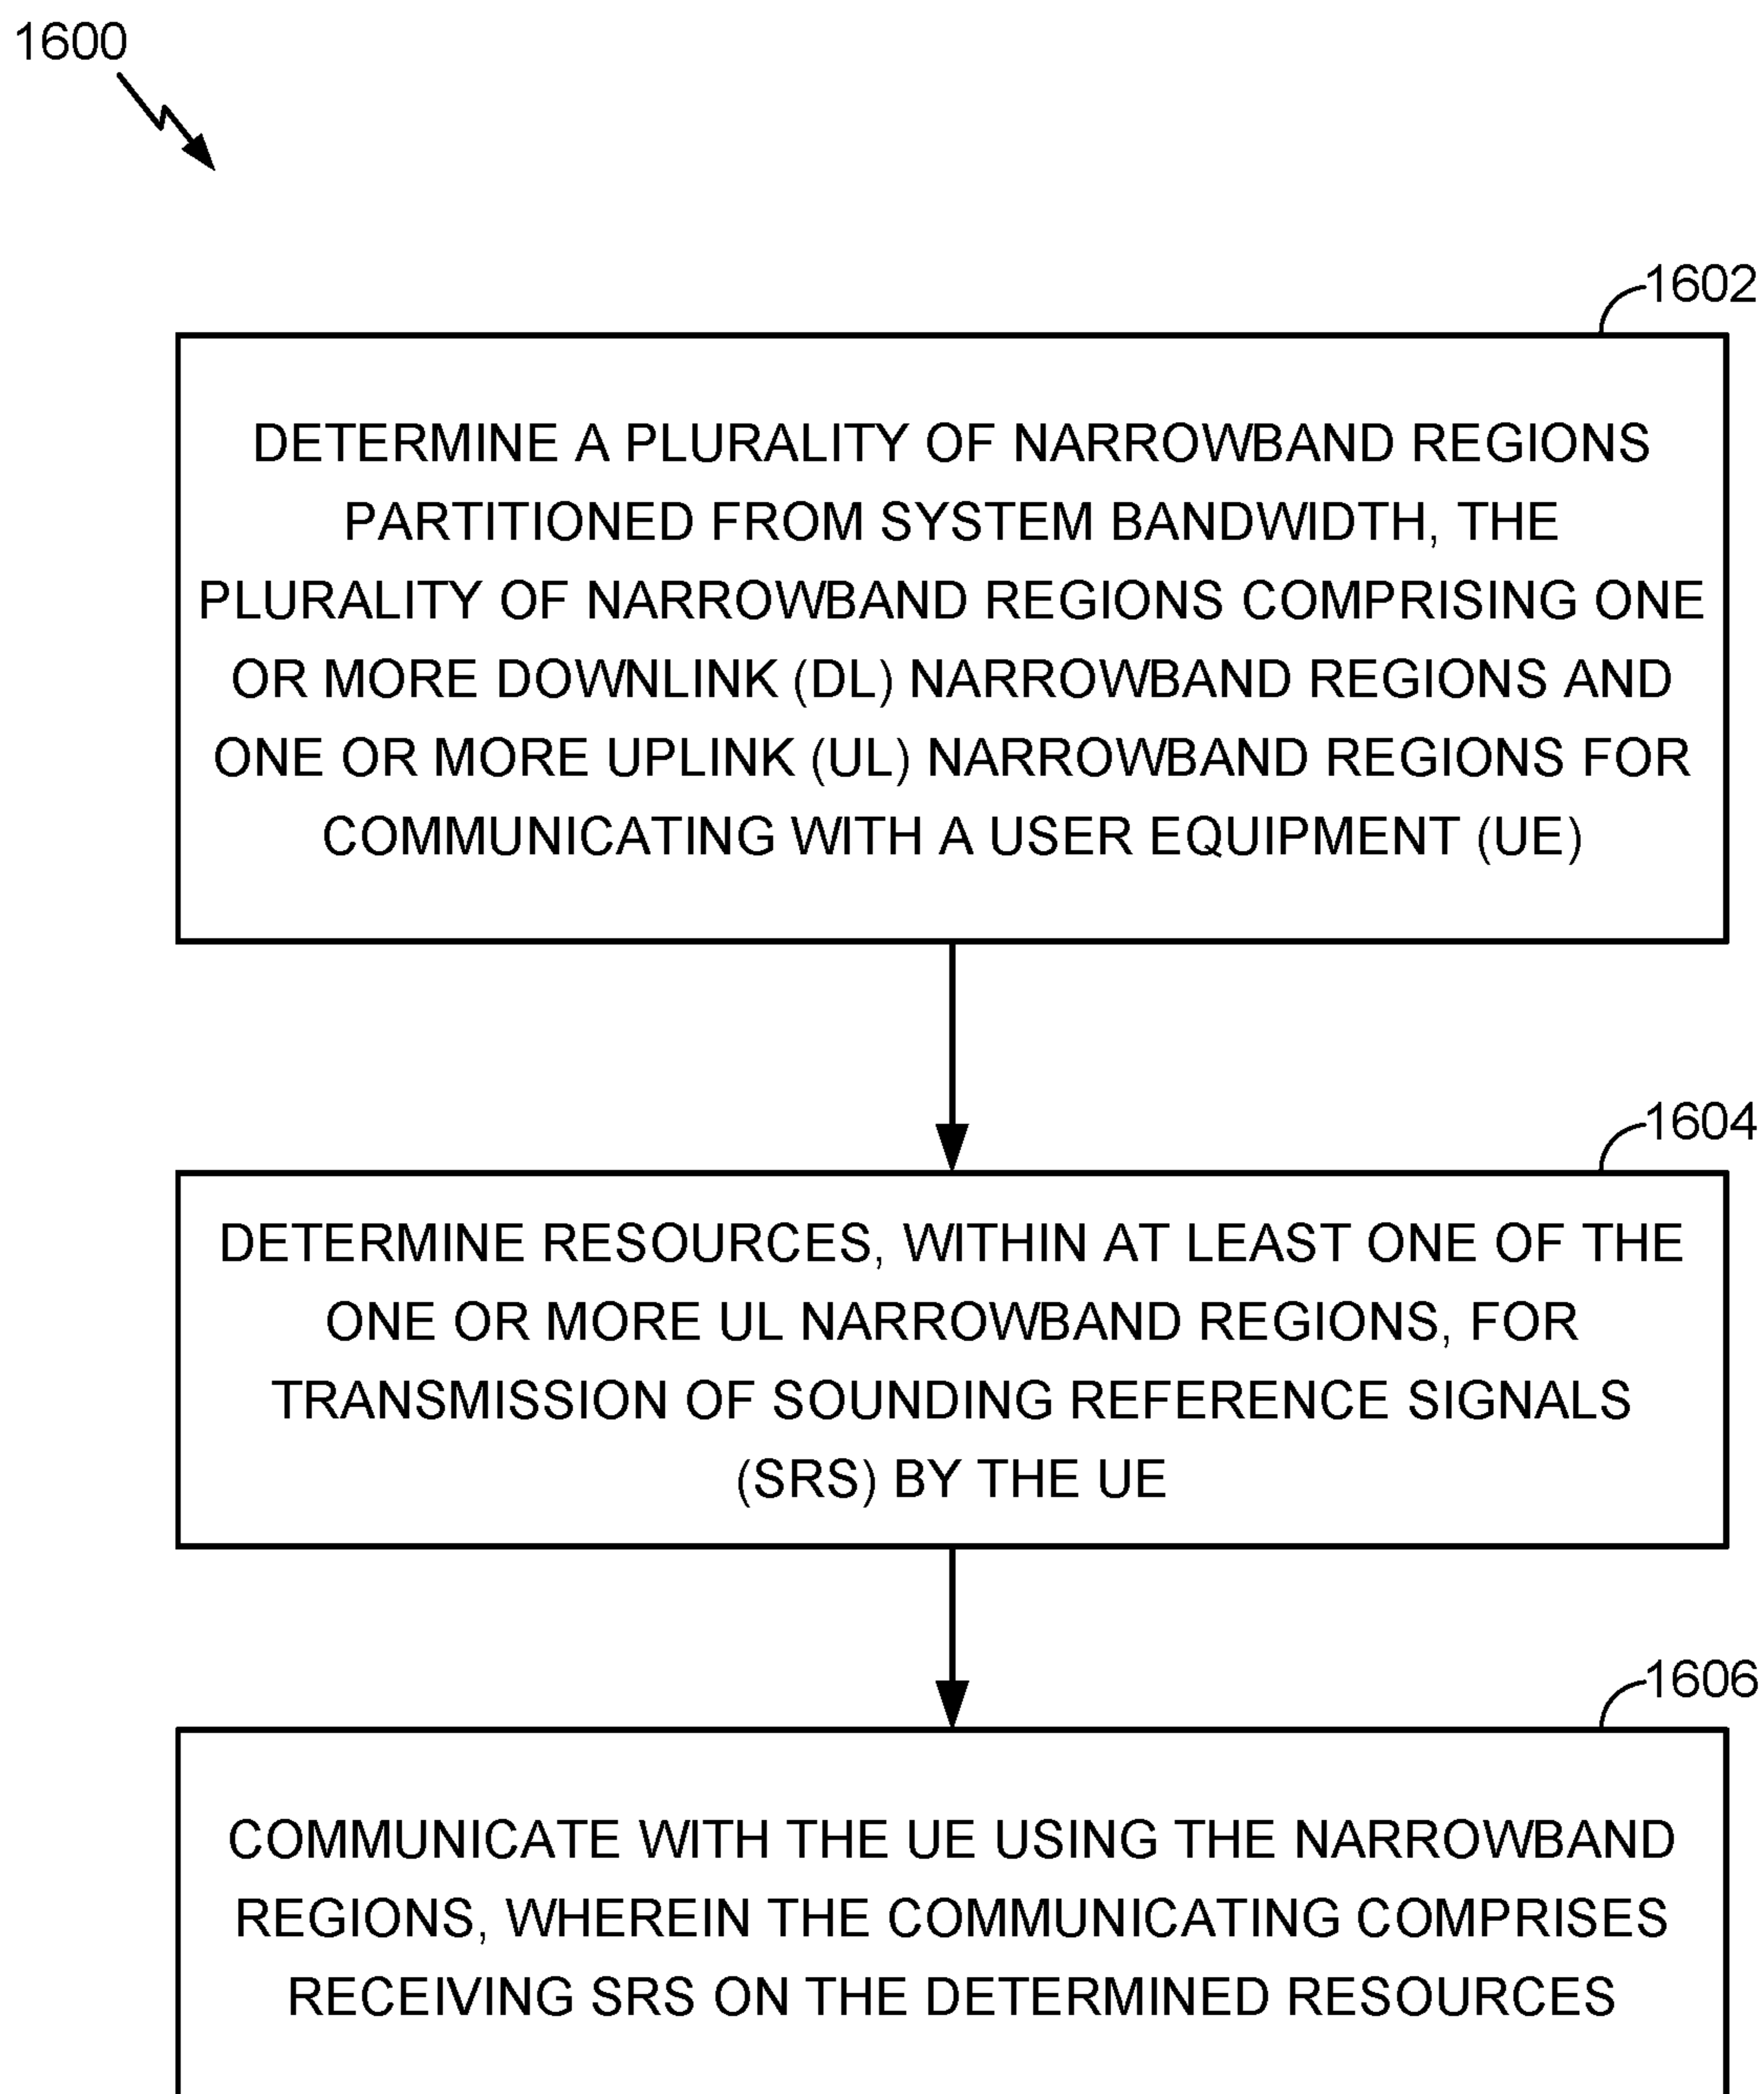 1600
1602
DETERMINE A PLURALITY OF NARROWBAND REGIONS
PARTITIONED FROM SYSTEM BANDWIDTH, THE
PLURALITY OF NARROWBAND REGIONS COMPRISING ONE
OR MORE DOWNLINK (DL) NARROWBAND REGIONS AND
ONE OR MORE UPLINK (UL) NARROWBAND REGIONS FOR
COMMUNICATING WITH A USER EQUIPMENT (UE)
1604
DETERMINE RESOURCES, WITHIN AT LEAST ONE OF THE
ONE OR MORE UL NARROWBAND REGIONS, FOR
TRANSMISSION OF SOUNDING REFERENCE SIGNALS
(SRS) BY THE UE
1606
COMMUNICATE WITH THE UE USING THE NARROWBAND
REGIONS, WHEREIN THE COMMUNICATING COMPRISES
RECEIVING SRS ON THE DETERMINED RESOURCES